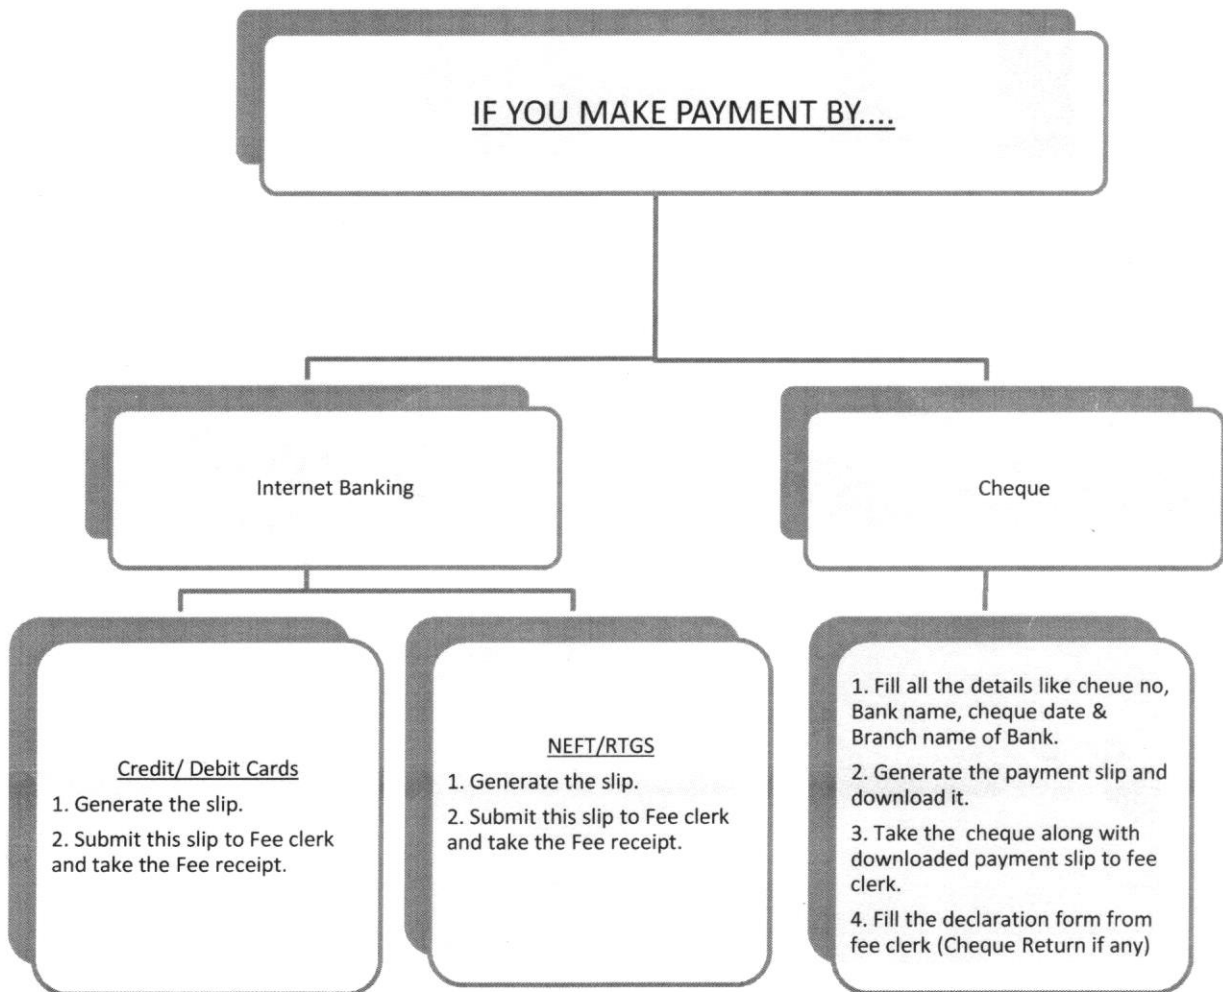 IF YOU MAKE PAYMENT BY....
Internet Banking
Cheque
Credit/ Debit Cards
1. Generate the slip.
2. Submit this slip to Fee clerk
and take the Fee receipt.
NEFT/RTGS
1. Generate the slip.
2. Submit this slip to Fee clerk
and take the Fee receipt.
1. Fill all the details like cheue no,
Bank name, cheque date &
Branch name of Bank.
2. Generate the payment slip and
download it.
3. Take the cheque along with
downloaded payment slip to fee
clerk.
4. Fill the declaration form from
fee clerk (Cheque Return if any)